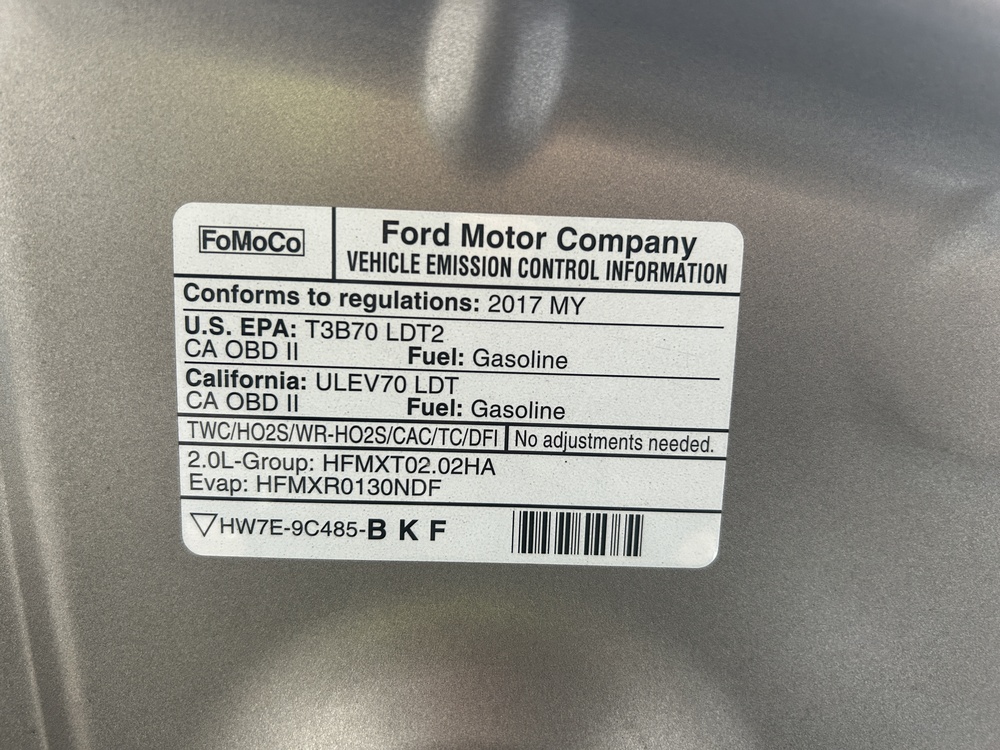 FoMoCo
Ford Motor Company
VEHICLE EMISSION CONTROL INFORMATION
Conforms to regulations: 2017 MY
U.S. EPA: T3B70 LDT2
CA OBD II Fuel: Gasoline
California: ULEV70 LDT
CA OBD II Fuel: Gasoline
TWC/HO2S/WR-HO2S/CAC/TC/DFI No adjustments needed.
2.0L-Group: HFMXT02.02HA
Evap: HFMXR0130NDF
HW7E-9C485-B K F